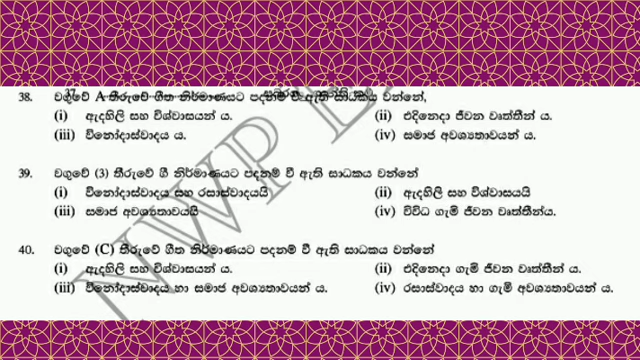 38. වගුවේ A තීරුවේ ගීත නිර්මාණයට පදනම් වී ඇති සාධකය වන්නේ,
(i) ඇදහිලි සහ විශ්වාසයන් ය. (ii) එදිනෙදා ජීවන වෘත්තීන් ය.
(iii) විනෝදාස්වාදය ය. (iv) සමාජ අවශ්‍යතාවයන් ය.
39. වගුවේ (3) තීරුවේ ගී නිර්මාණයට පදනම් වී ඇති සාධකය වන්නේ
(i) විනෝදාස්වාදය සහ රසාස්වාදයයි (ii) ඇදහිලි සහ විශ්වාසයයි
(iii) සමාජ අවශ්‍යතාවයයි (iv) විවිධ ගැමි ජීවන වෘත්තීන්ය.
40. වගුවේ (C) තීරුවේ ගීත නිර්මාණයට පදනම් වී ඇති සාධකය වන්නේ
(i) ඇදහිලි සහ විශ්වාසයන් ය. (ii) එදිනෙදා ගැමි ජීවන වෘත්තීන් ය.
(iii) විනෝදාස්වාදය හා සමාජ අවශ්‍යතාවයන් ය. (iv) රසාස්වාදය හා ගැමි අවශ්‍යතාවයන් ය.
NWP